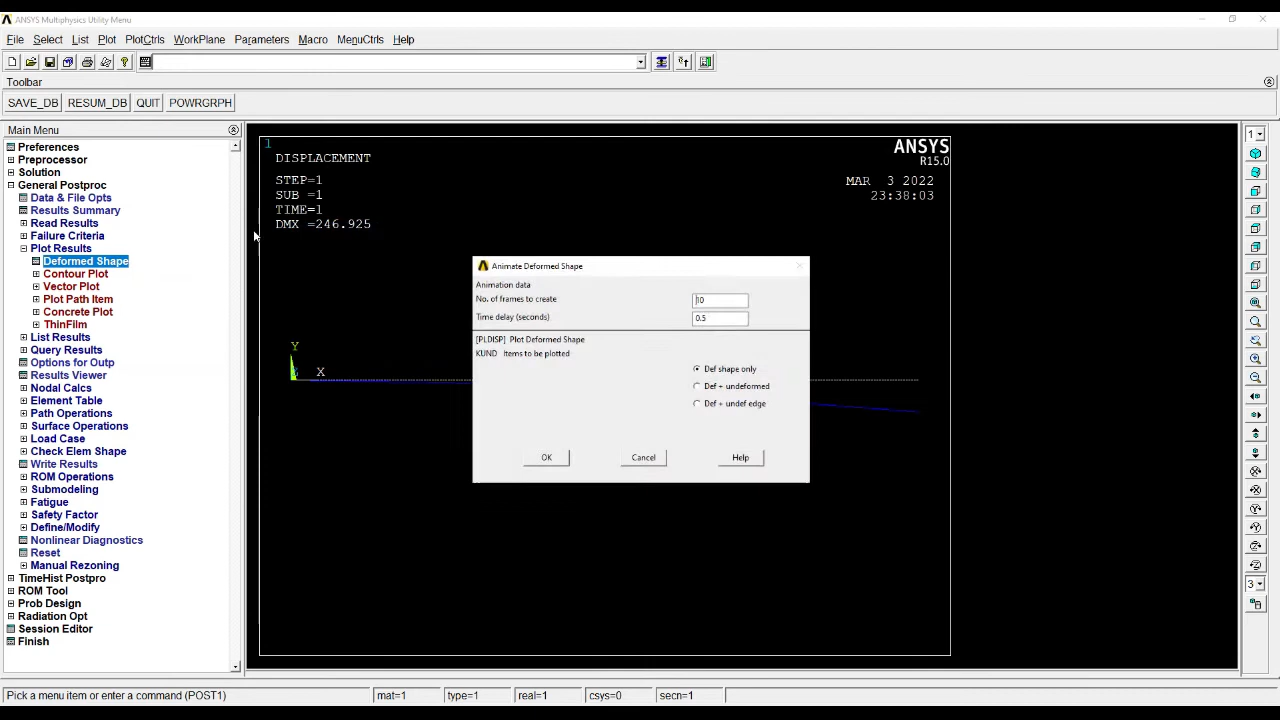 ANSYS Multiphysics Utility Menu
File Select List Plot PlotCtrls WorkPlane Parameters Macro MenuCtrls Help
Toolbar
SAVE_DB RESUM_DB QUIT POWRGRPH
Main Menu
Preferences
Preprocessor
Solution
General Postproc
Data & File Opts
Results Summary
Read Results
Failure Criteria
Plot Results
Deformed Shape
Contour Plot
Vector Plot
Plot Path Item
Concrete Plot
ThinFilm
List Results
Query Results
Options for Outp
Results Viewer
Nodal Calcs
Element Table
Path Operations
Surface Operations
Load Case
Check Elem Shape
Write Results
ROM Operations
Submodeling
Fatigue
Safety Factor
Define/Modify
Nonlinear Diagnostics
Reset
Manual Rezoning
TimeHist Postpro
ROM Tool
Prob Design
Radiation Opt
Session Editor
Finish
1
DISPLACEMENT
STEP=1
SUB =1
TIME=1
DMX =246.925
ANSYS
R15.0
MAR 3 2022
23:38:03
Y
Z X
Animate Deformed Shape
Animation data
No. of frames to create 10
Time delay (seconds) 0.5
[PLDISP] Plot Deformed Shape
KUND Items to be plotted
Def shape only
Def + undeformed
Def + undef edge
OK Cancel Help
1
3
Pick a menu item or enter a command (POST1) mat=1 type=1 real=1 csys=0 secn=1